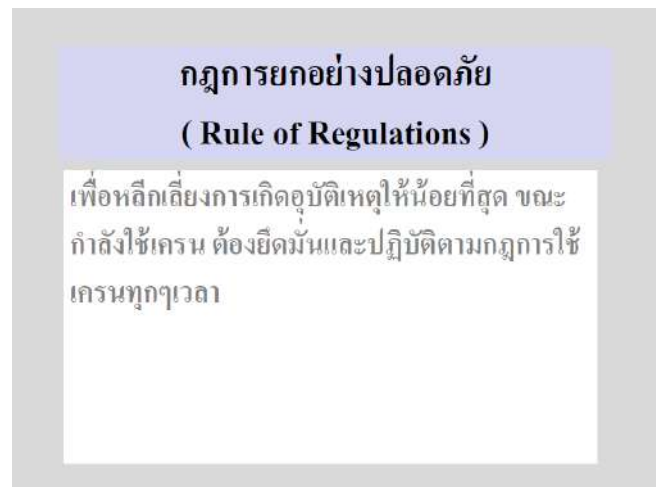 กฎการยกอย่างปลอดภัย
( Rule of Regulations )
เพื่อหลีกเลี่ยงการเกิดอุบัติเหตุให้น้อยที่สุด ขณะ
กำลังใช้เครน ต้องยึดมั่นและปฏิบัติตามกฎการใช้
เครนทุกๆเวลา